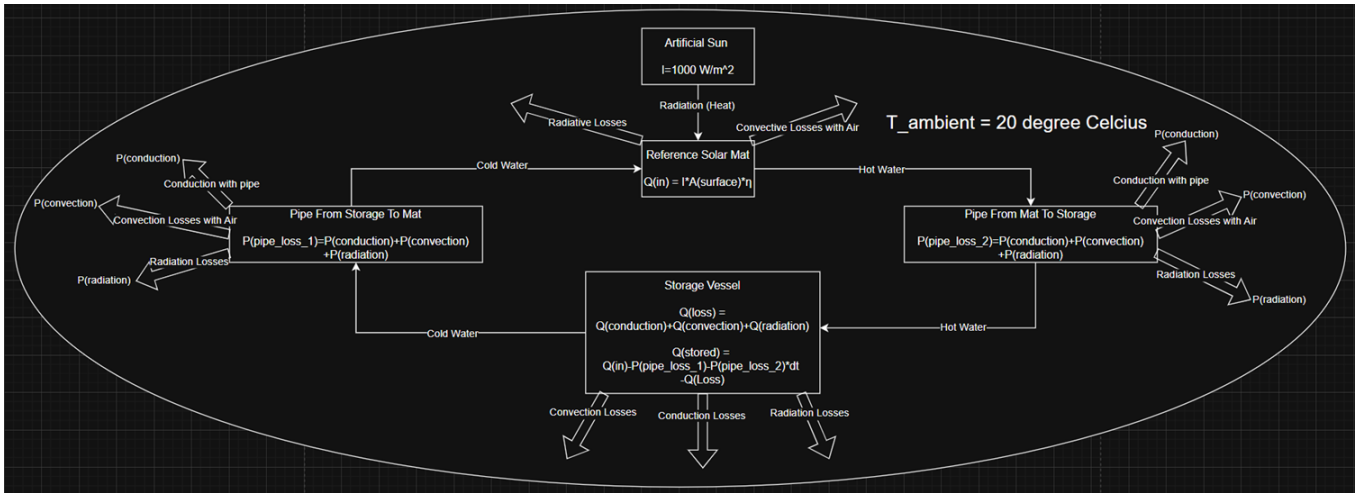 Artificial Sun
I=1000 W/m^2
Radiation (Heat)
Radiative Losses
Convective Losses with Air
T_ambient = 20 degree Celcius
Reference Solar Mat
Q(in) = I*A(surface)*η
Cold Water
Hot Water
P(conduction)
Conduction with pipe
P(convection)
Convection Losses with Air
Radiation Losses
P(radiation)
Pipe From Storage To Mat
P(pipe_loss_1)=P(conduction)+P(convection)
+P(radiation)
P(conduction)
Conduction with pipe
P(convection)
Convection Losses with Air
Radiation Losses
P(radiation)
Pipe From Mat To Storage
P(pipe_loss_2)=P(conduction)+P(convection)
+P(radiation)
Storage Vessel
Q(loss) =
Q(conduction)+Q(convection)+Q(radiation)
Q(stored) =
Q(in)-P(pipe_loss_1)-P(pipe_loss_2)*dt
-Q(Loss)
Cold Water
Hot Water
Convection Losses
Conduction Losses
Radiation Losses